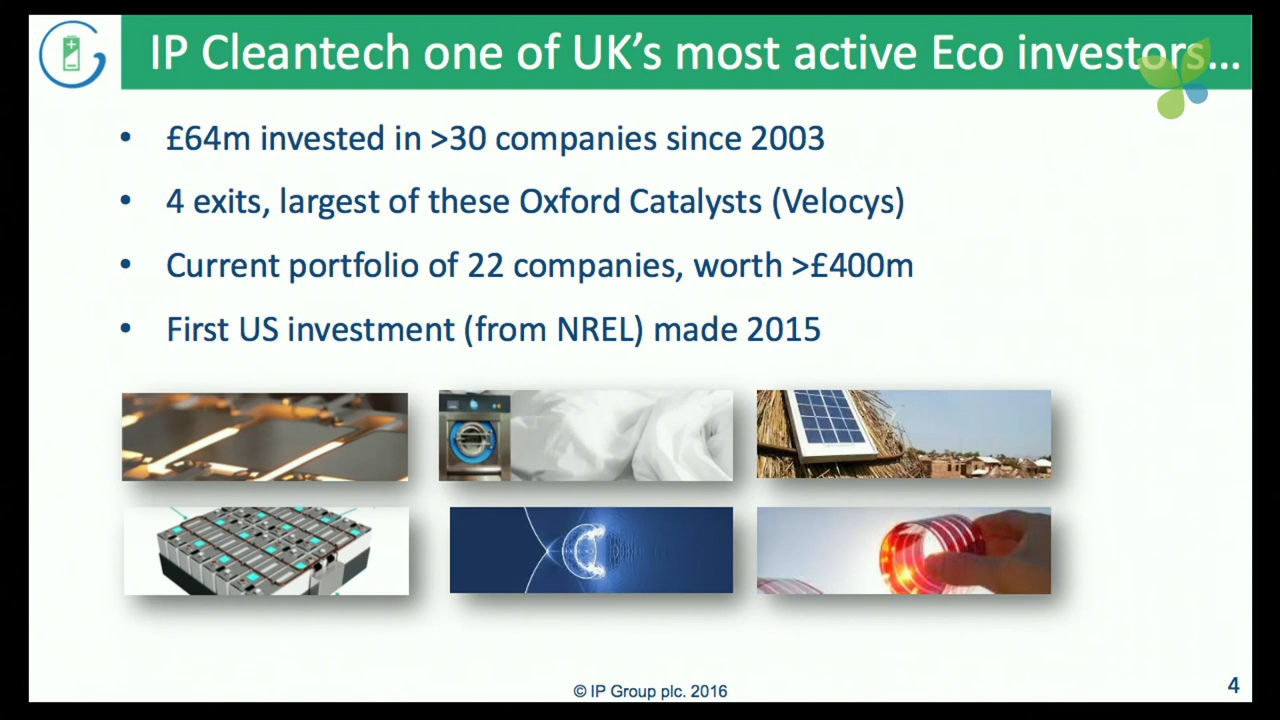 IP Cleantech one of UK’s most active Eco investors...
• £64m invested in >30 companies since 2003
• 4 exits, largest of these Oxford Catalysts (Velocys)
• Current portfolio of 22 companies, worth >£400m
• First US investment (from NREL) made 2015
© IP Group plc. 2016
4